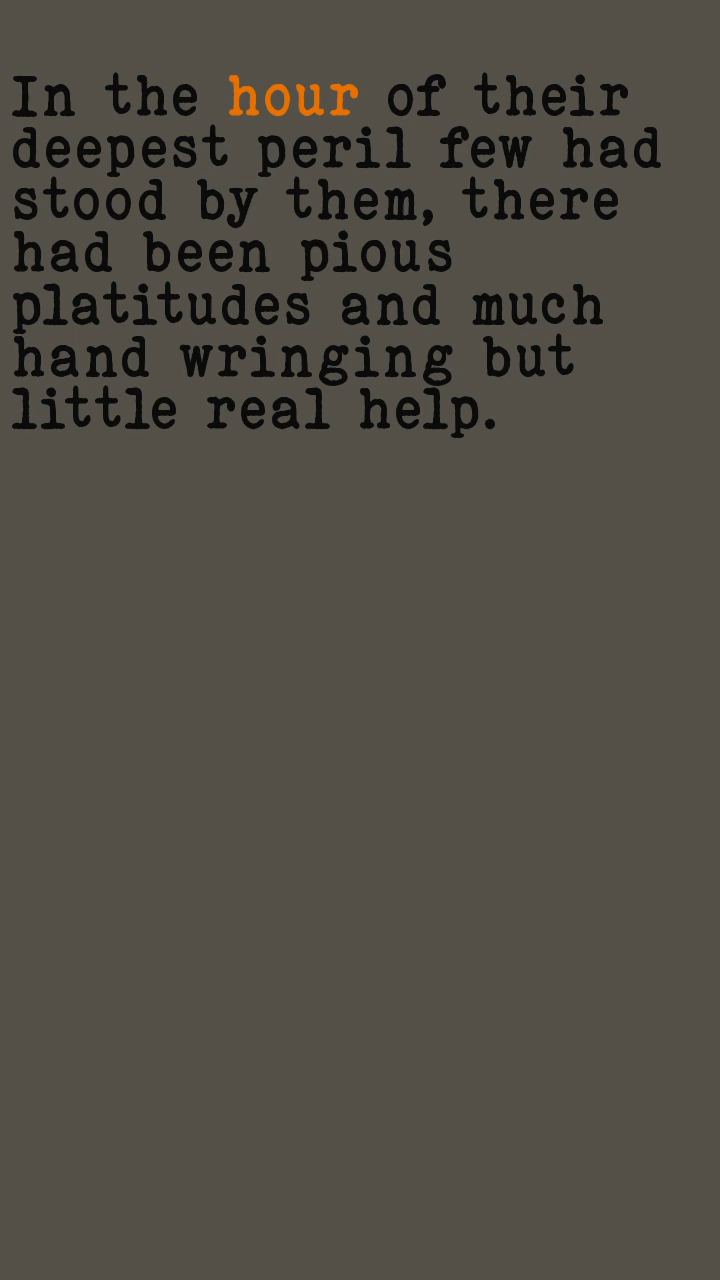 In the hour of their
deepest peril few had
stood by them, there
had been pious
platitudes and much
hand wringing but
little real help.